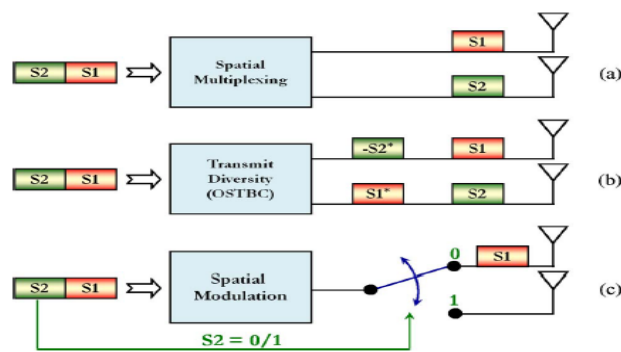 S2 S1
Spatial
Multiplexing
S1
S2
(a)
S2 S1
Transmit
Diversity
(OSTBC)
-S2* S1
S1* S2
(b)
S2 S1
Spatial
Modulation
0 S1
1
(c)
S2 = 0/1